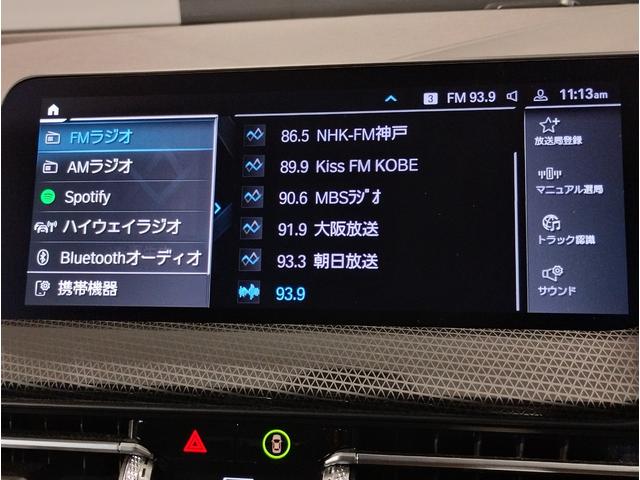 3 FM 93.9 11:13am
FMラジオ
AMラジオ
Spotify
ハイウェイラジオ
Bluetoothオーディオ
携帯機器
86.5 NHK-FM神戸
89.9 Kiss FM KOBE
90.6 MBSﾗｼﾞｵ
91.9 大阪放送
93.3 朝日放送
93.9
放送局登録
マニュアル選局
トラック認識
サウンド